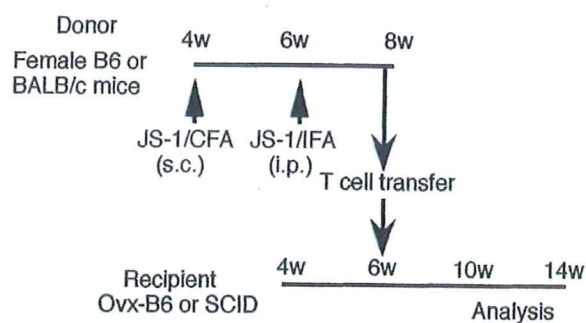 Donor
4w 6w 8w
Female B6 or
BALB/c mice
JS-1/CFA JS-1/IFA
(s.c.) (i.p.)
T cell transfer
4w 6w 10w 14w
Recipient
Ovx-B6 or SCID
Analysis